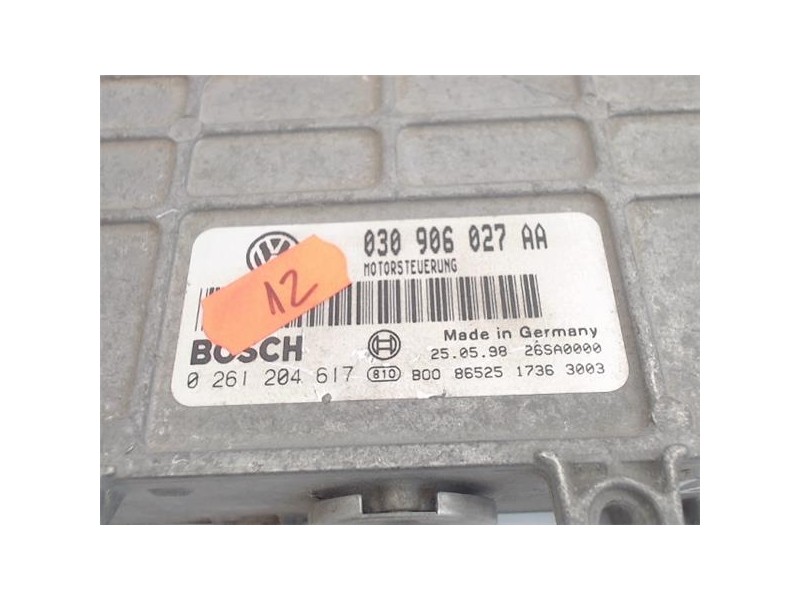 030 906 027 AA
MOTORSTEUERUNG
12
BOSCH
Made in Germany
25.05.98 26SA0000
0 261 204 617 810 B00 86525 1736 3003